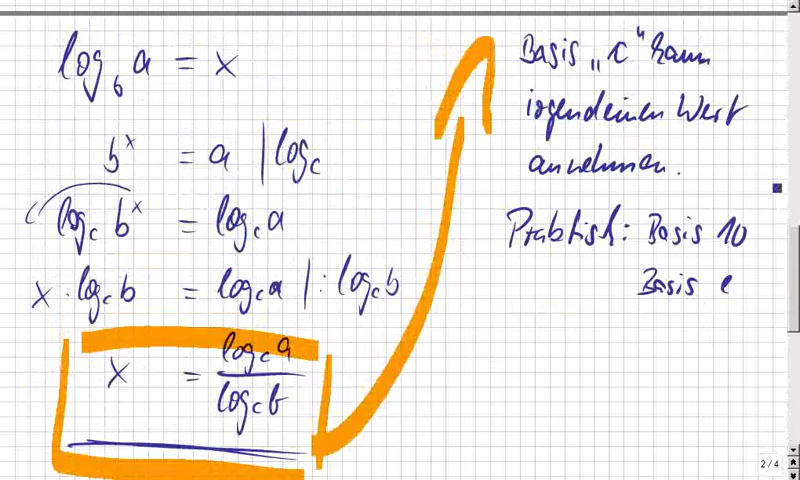 log_b a = x
b^x = a | log_c
log_c b^x = log_c a
x · log_c b = log_c a | : log_c b
x = log_c a / log_c b
Basis „c" kann
irgendeinen Wert
annehmen.
Praktisch: Basis 10
Basis e
2 / 4